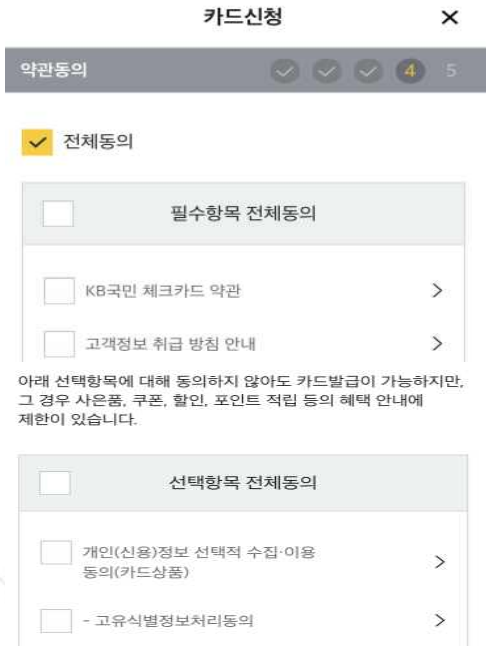 카드신청
약관동의 4 5
전체동의
필수항목 전체동의
KB국민 체크카드 약관
고객정보 취급 방침 안내
아래 선택항목에 대해 동의하지 않아도 카드발급이 가능하지만,
그 경우 사은품, 쿠폰, 할인, 포인트 적립 등의 혜택 안내에
제한이 있습니다.
선택항목 전체동의
개인(신용)정보 선택적 수집·이용
동의(카드상품)
- 고유식별정보처리동의